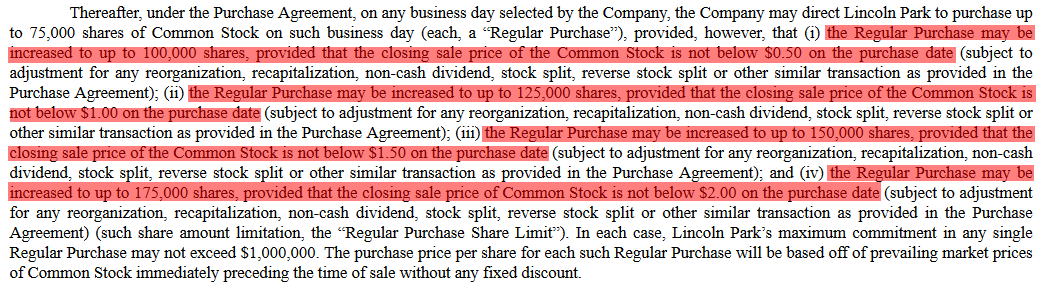 Thereafter, under the Purchase Agreement, on any business day selected by the Company, the Company may direct Lincoln Park to purchase up
to 75,000 shares of Common Stock on such business day (each, a “Regular Purchase”), provided, however, that (i) the Regular Purchase may be
increased to up to 100,000 shares, provided that the closing sale price of the Common Stock is not below $0.50 on the purchase date (subject to
adjustment for any reorganization, recapitalization, non-cash dividend, stock split, reverse stock split or other similar transaction as provided in the
Purchase Agreement); (ii) the Regular Purchase may be increased to up to 125,000 shares, provided that the closing sale price of the Common Stock is
not below $1.00 on the purchase date (subject to adjustment for any reorganization, recapitalization, non-cash dividend, stock split, reverse stock split or
other similar transaction as provided in the Purchase Agreement); (iii) the Regular Purchase may be increased to up to 150,000 shares, provided that the
closing sale price of the Common Stock is not below $1.50 on the purchase date (subject to adjustment for any reorganization, recapitalization, non-cash
dividend, stock split, reverse stock split or other similar transaction as provided in the Purchase Agreement); and (iv) the Regular Purchase may be
increased to up to 175,000 shares, provided that the closing sale price of Common Stock is not below $2.00 on the purchase date (subject to adjustment
for any reorganization, recapitalization, non-cash dividend, stock split, reverse stock split or other similar transaction as provided in the Purchase
Agreement) (such share amount limitation, the “Regular Purchase Share Limit”). In each case, Lincoln Park’s maximum commitment in any single
Regular Purchase may not exceed $1,000,000. The purchase price per share for each such Regular Purchase will be based off of prevailing market prices
of Common Stock immediately preceding the time of sale without any fixed discount.